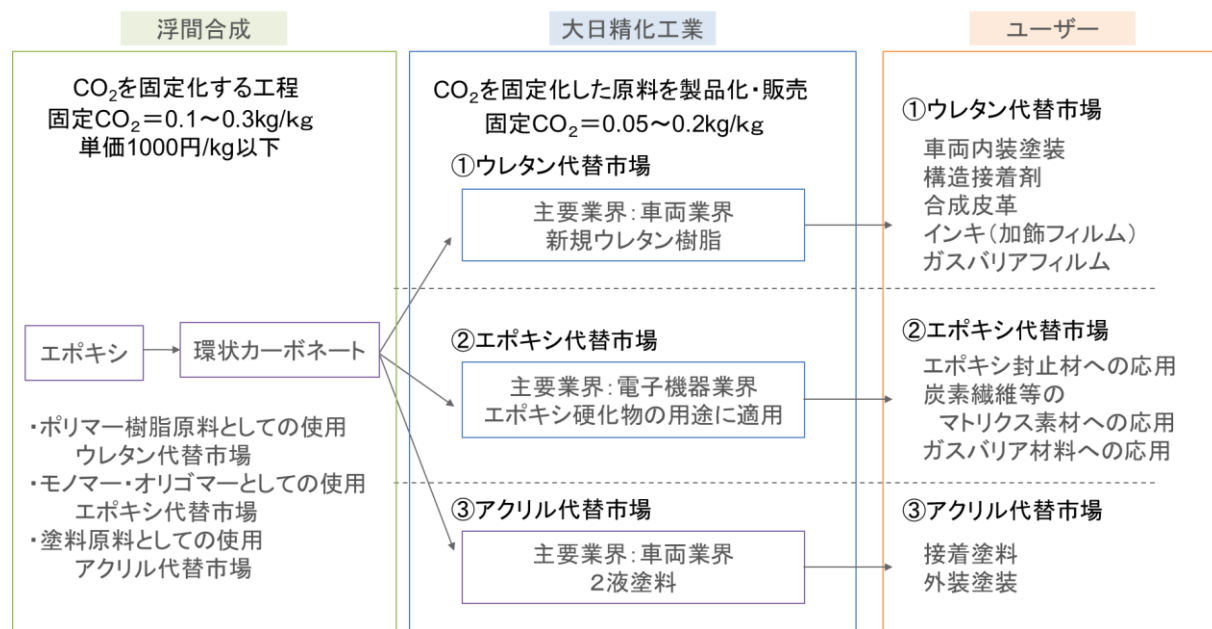 浮間合成
CO₂を固定化する工程
固定CO₂＝0.1～0.3kg/kg
単価1000円/kg以下
エポキシ
環状カーボネート
・ポリマー樹脂原料としての使用
ウレタン代替市場
・モノマー・オリゴマーとしての使用
エポキシ代替市場
・塗料原料としての使用
アクリル代替市場
大日精化工業
CO₂を固定化した原料を製品化・販売
固定CO₂＝0.05～0.2kg/kg
①ウレタン代替市場
主要業界：車両業界
新規ウレタン樹脂
②エポキシ代替市場
主要業界：電子機器業界
エポキシ硬化物の用途に適用
③アクリル代替市場
主要業界：車両業界
２液塗料
ユーザー
①ウレタン代替市場
車両内装塗装
構造接着剤
合成皮革
インキ（加飾フィルム）
ガスバリアフィルム
②エポキシ代替市場
エポキシ封止材への応用
炭素繊維等の
マトリクス素材への応用
ガスバリア材料への応用
③アクリル代替市場
接着塗料
外装塗装